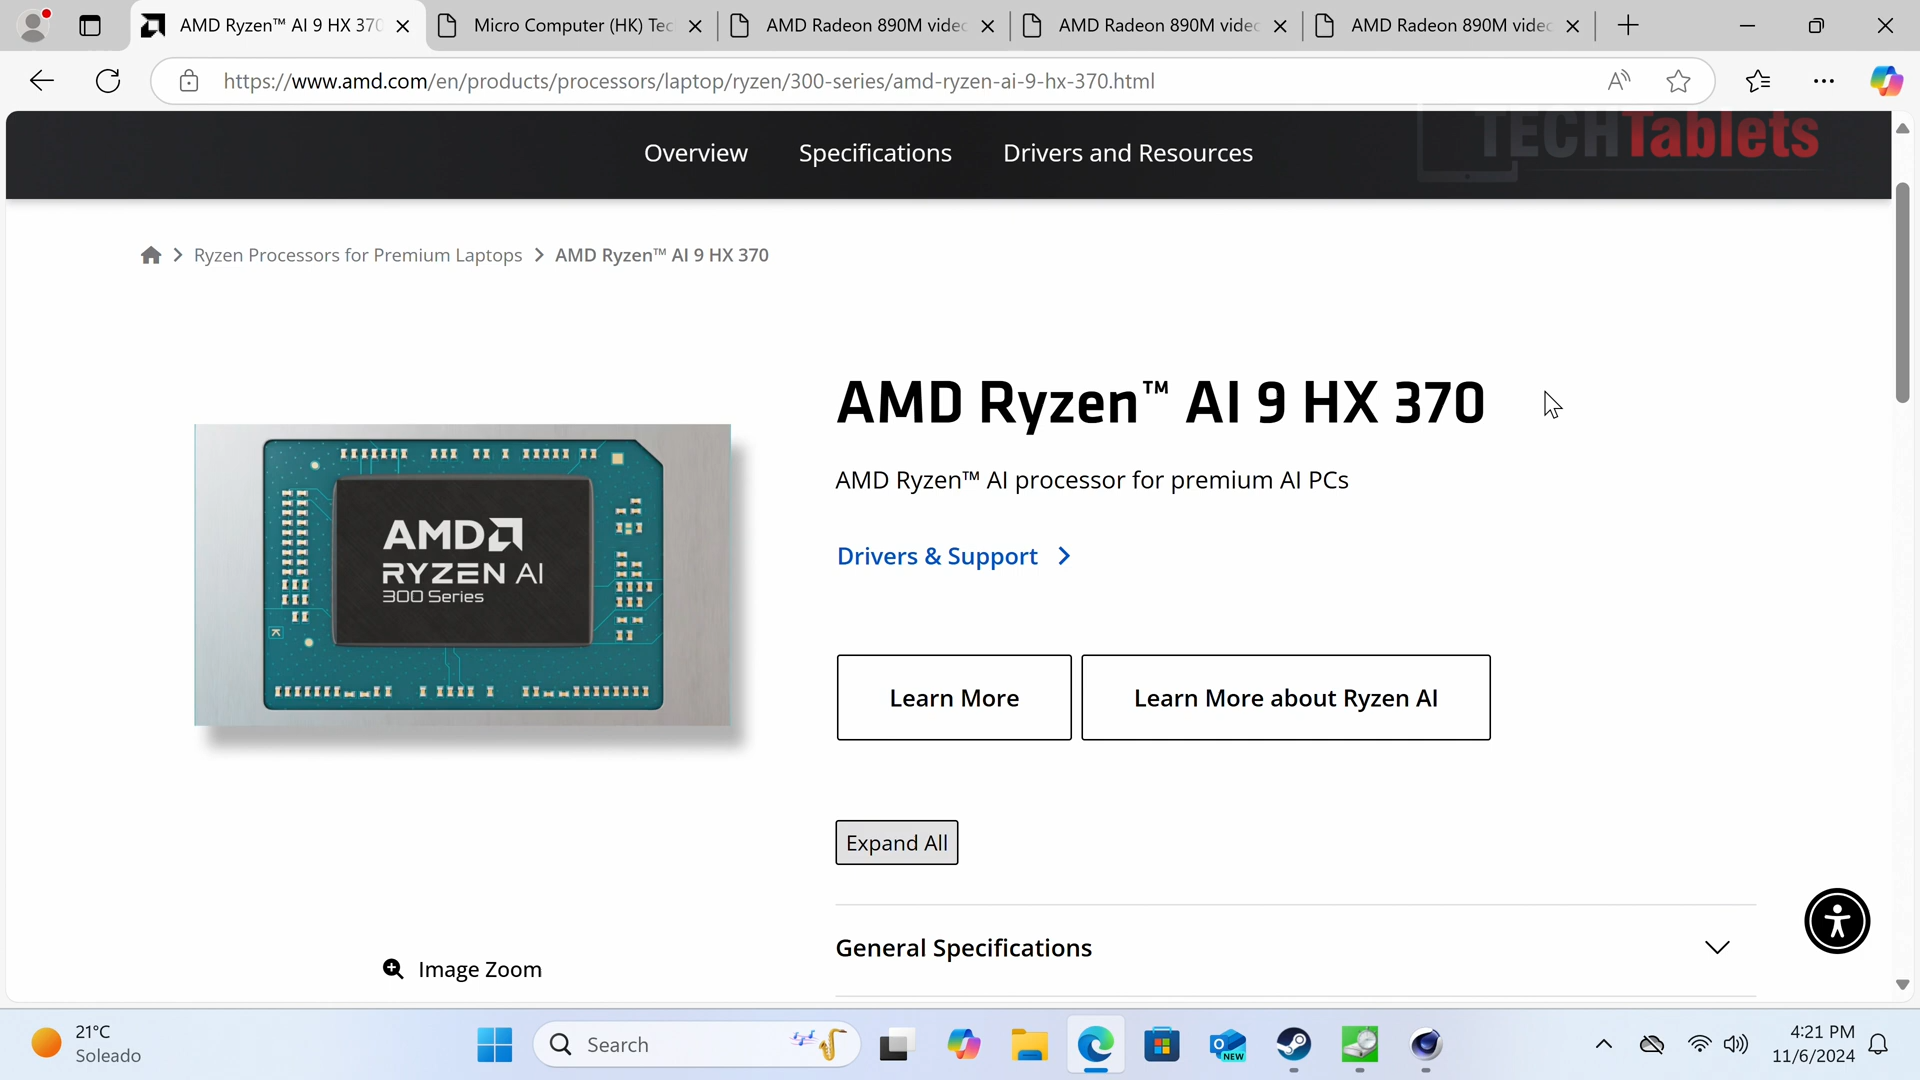 AMD Ryzen™ AI 9 HX 370
Micro Computer (HK) Tec
AMD Radeon 890M videc
AMD Radeon 890M videc
AMD Radeon 890M videc
https://www.amd.com/en/products/processors/laptop/ryzen/300-series/amd-ryzen-ai-9-hx-370.html
Overview
Specifications
Drivers and Resources
TECHTablets
Ryzen Processors for Premium Laptops
AMD Ryzen™ AI 9 HX 370
AMD Ryzen™ AI 9 HX 370
AMD Ryzen™ AI processor for premium AI PCs
Drivers & Support
AMD
RYZEN AI
300 Series
Learn More
Learn More about Ryzen AI
Expand All
General Specifications
Image Zoom
21°C
Soleado
Search
NEW
4:21 PM
11/6/2024